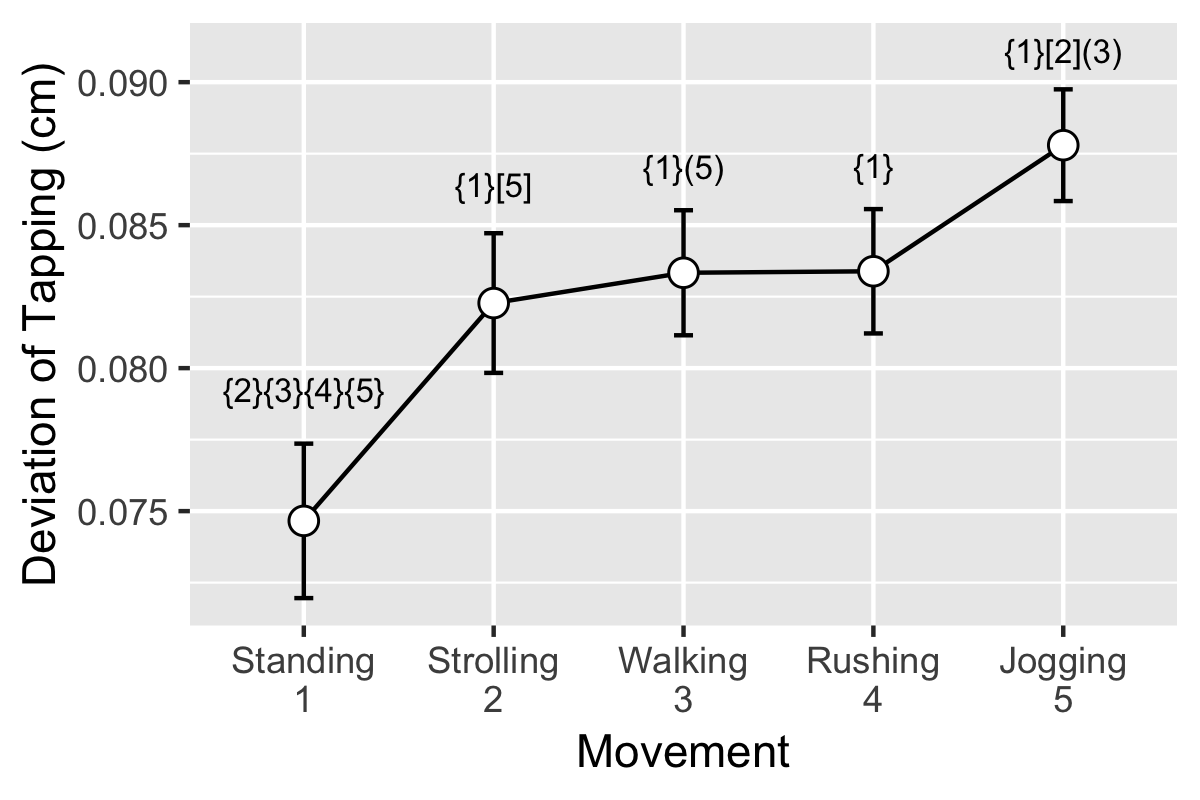 {1}[2](3)
0.090
{1}[5]
{1}(5)
{1}
0.085
0.080
{2}{3}{4}{5}
0.075
Deviation of Tapping (cm)
Standing Strolling Walking Rushing Jogging
1 2 3 4 5
Movement